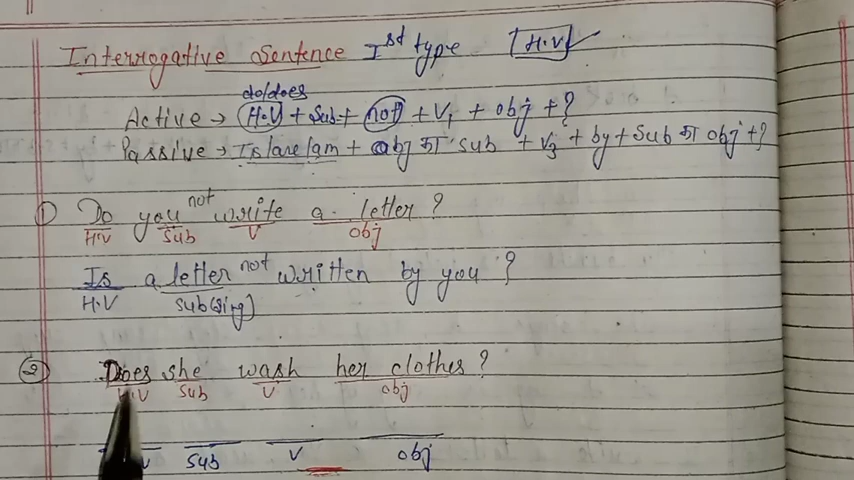 Interrogative Sentence Ist type [H.V]
do/does
Active → H.V + Sub + not + V1 + obj + ?
Passive → Is/are/am + obj का sub + V3 + by + Sub का obj + ?
① Do you not write a letter?
H.V Sub V obj
Is a letter not written by you?
H.V Sub(sing)
② Does she wash her clothes?
H.V Sub V obj
Sub V obj